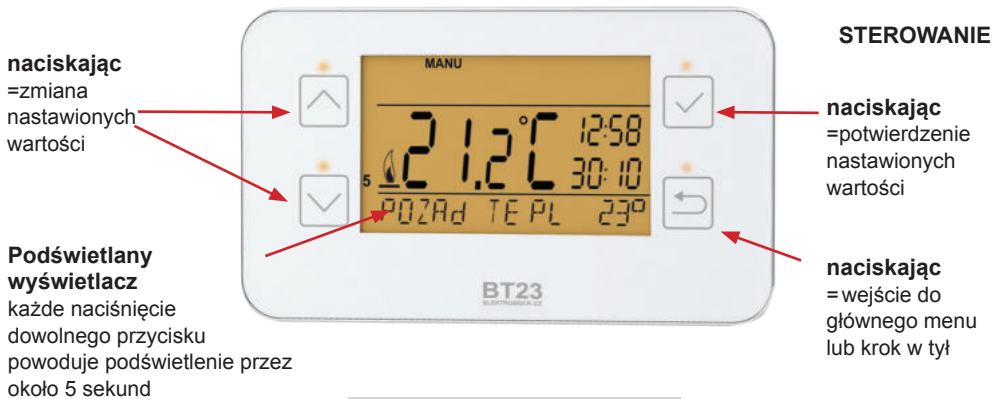 STEROWANIE
naciskając
=zmiana
nastawionych
wartości
Podświetlany
wyświetlacz
każde naciśnięcie
dowolnego przycisku
powoduje podświetlenie przez
około 5 sekund
MANU
21.2°C
12:58
30:10
5
POZAd TEPL 23°
BT23
ELEKTROBOCK CZ
naciskając
=potwierdzenie
nastawionych
wartości
naciskając
=wejście do
głównego menu
lub krok w tył